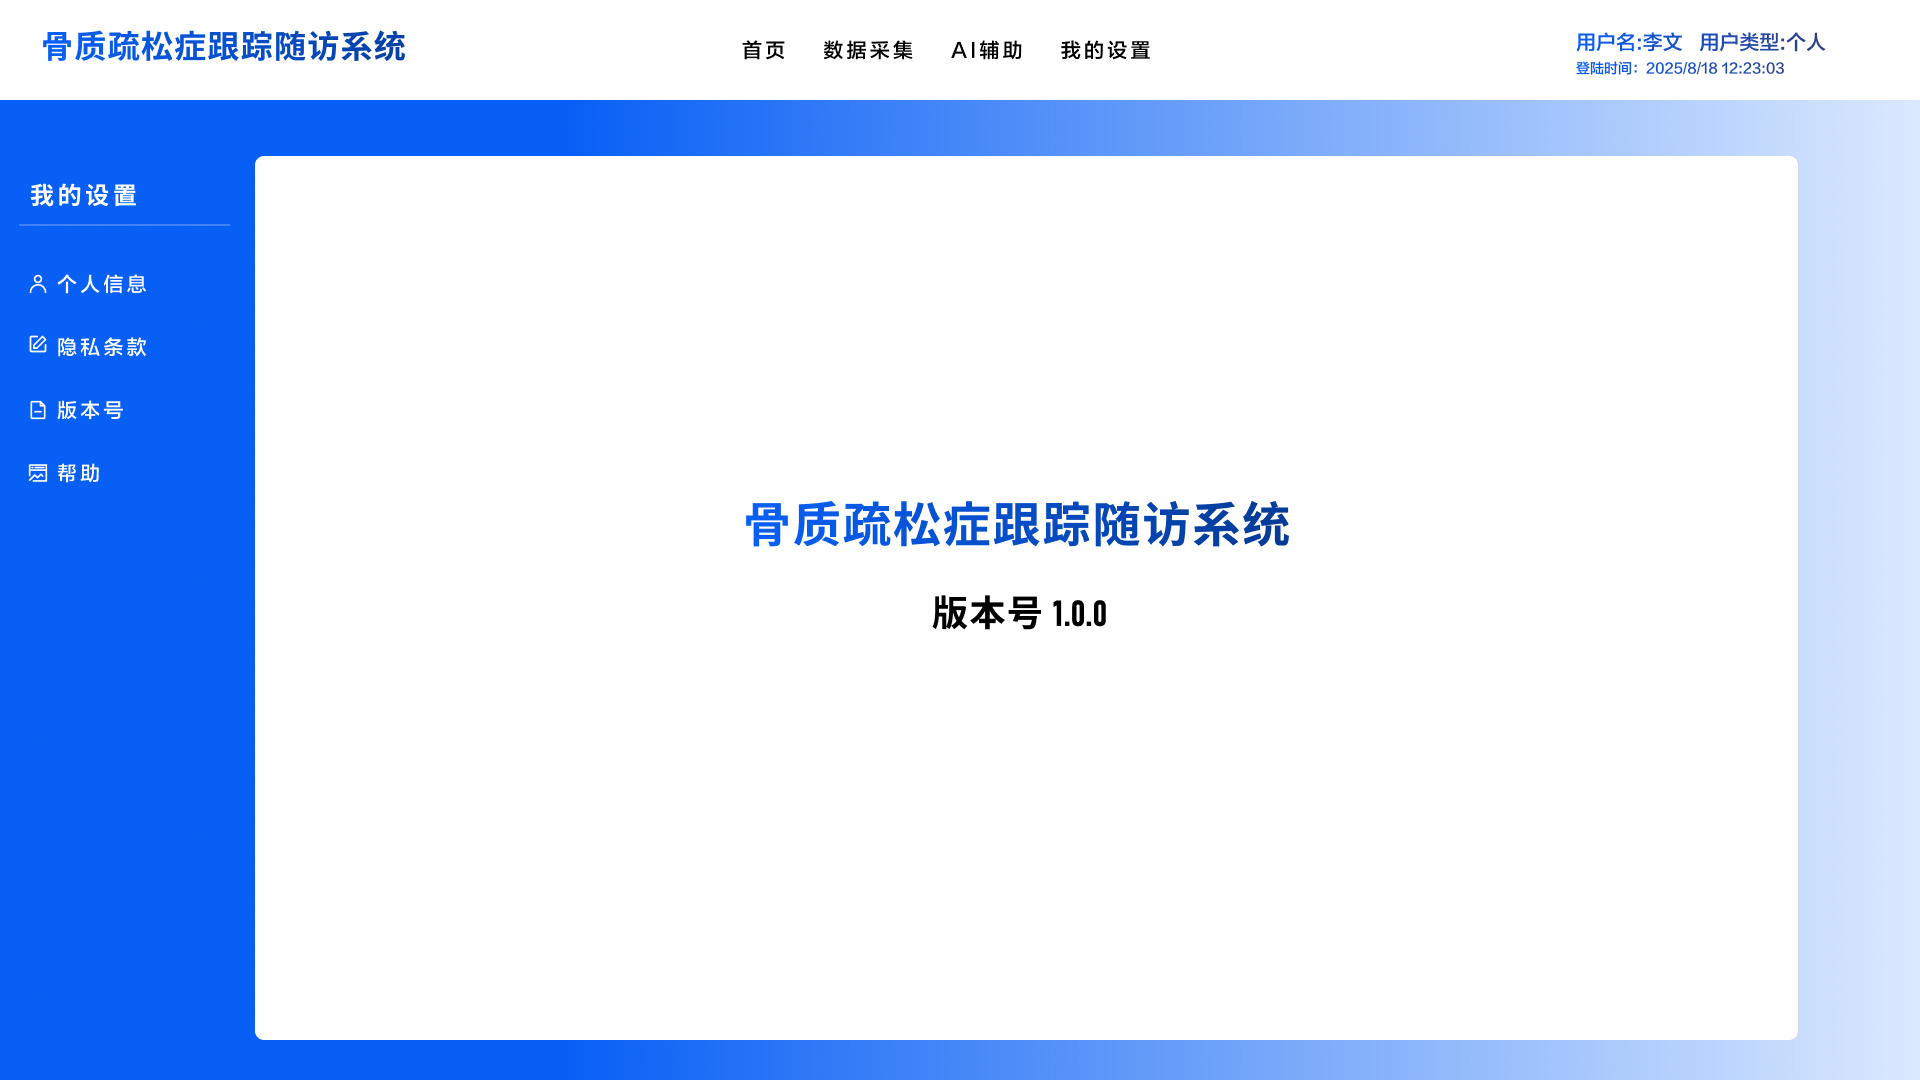 骨质疏松症跟踪随访系统
首页 数据采集 AI辅助 我的设置
用户名:李文 用户类型:个人
登陆时间：2025/8/18 12:23:03
我的设置
个人信息
隐私条款
版本号
帮助
骨质疏松症跟踪随访系统
版本号 1.0.0